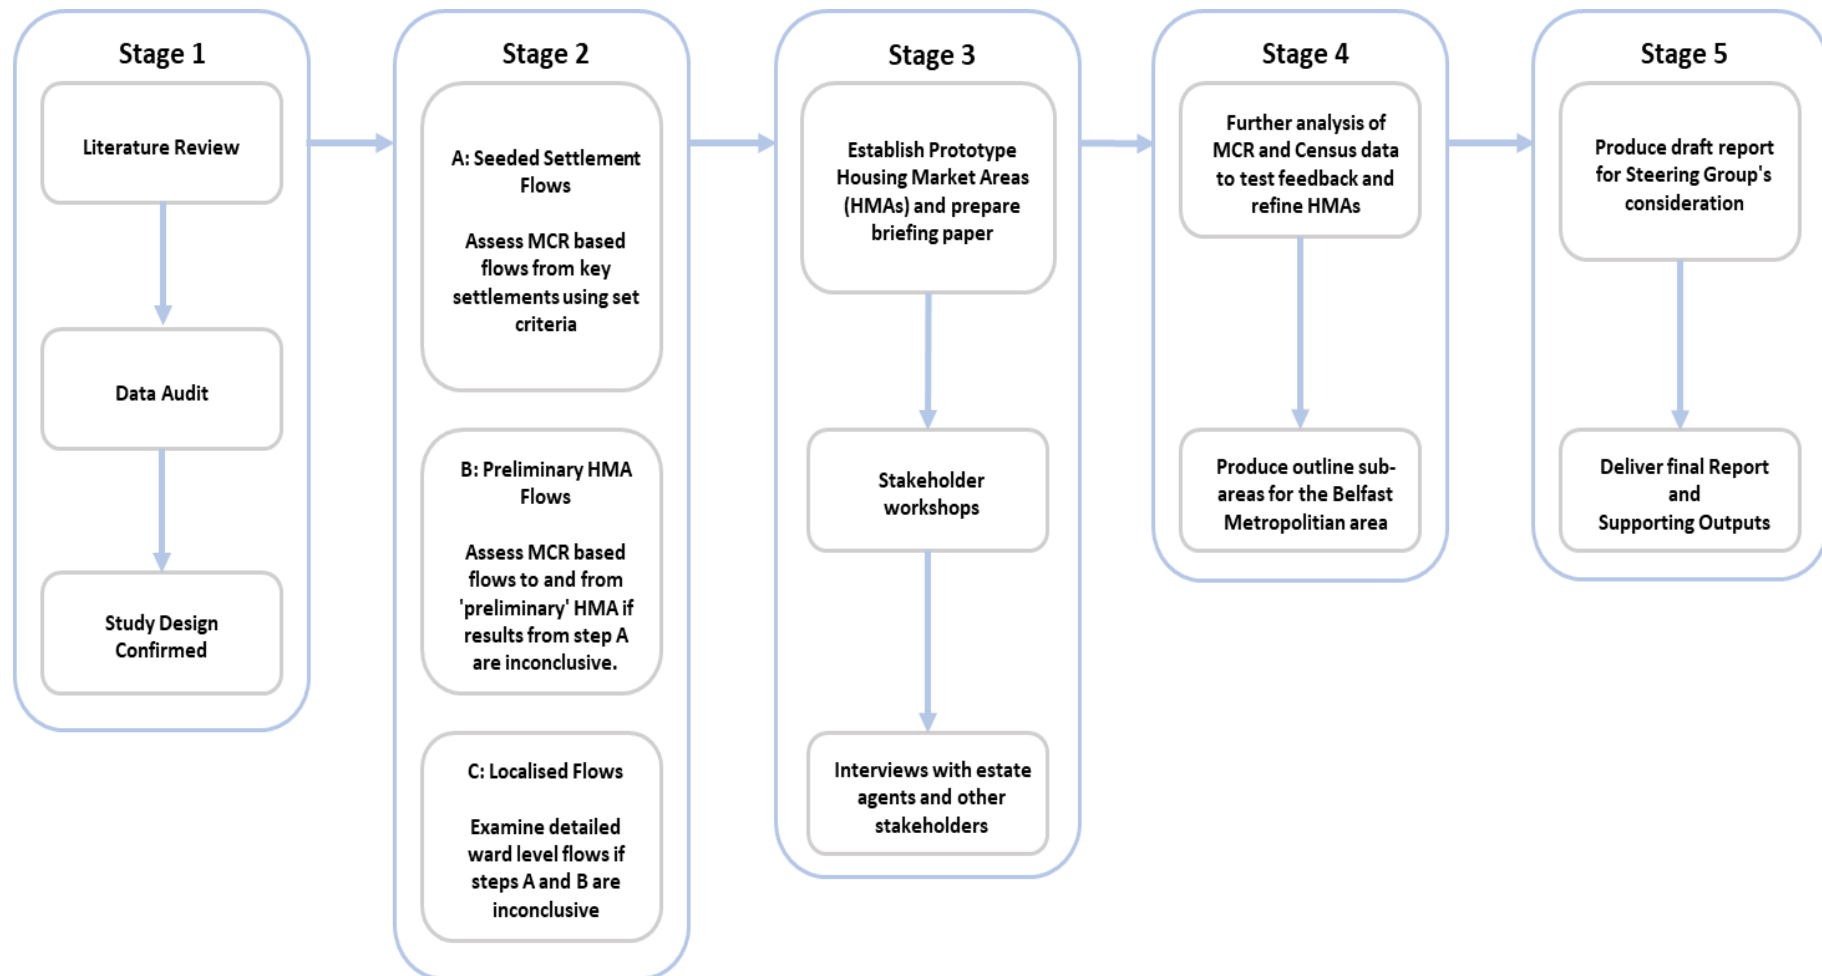 Stage 1
Literature Review
Data Audit
Study Design
Confirmed
Stage 2
A: Seeded Settlement
Flows
Assess MCR based
flows from key
settlements using set
criteria
B: Preliminary HMA
Flows
Assess MCR based
flows to and from
'preliminary' HMA if
results from step A
are inconclusive.
C: Localised Flows
Examine detailed
ward level flows if
steps A and B are
inconclusive
Stage 3
Establish Prototype
Housing Market Areas
(HMAs) and prepare
briefing paper
Stakeholder
workshops
Interviews with estate
agents and other
stakeholders
Stage 4
Further analysis of
MCR and Census data
to test feedback and
refine HMAs
Produce outline sub-
areas for the Belfast
Metropolitian area
Stage 5
Produce draft report
for Steering Group's
consideration
Deliver final Report
and
Supporting Outputs